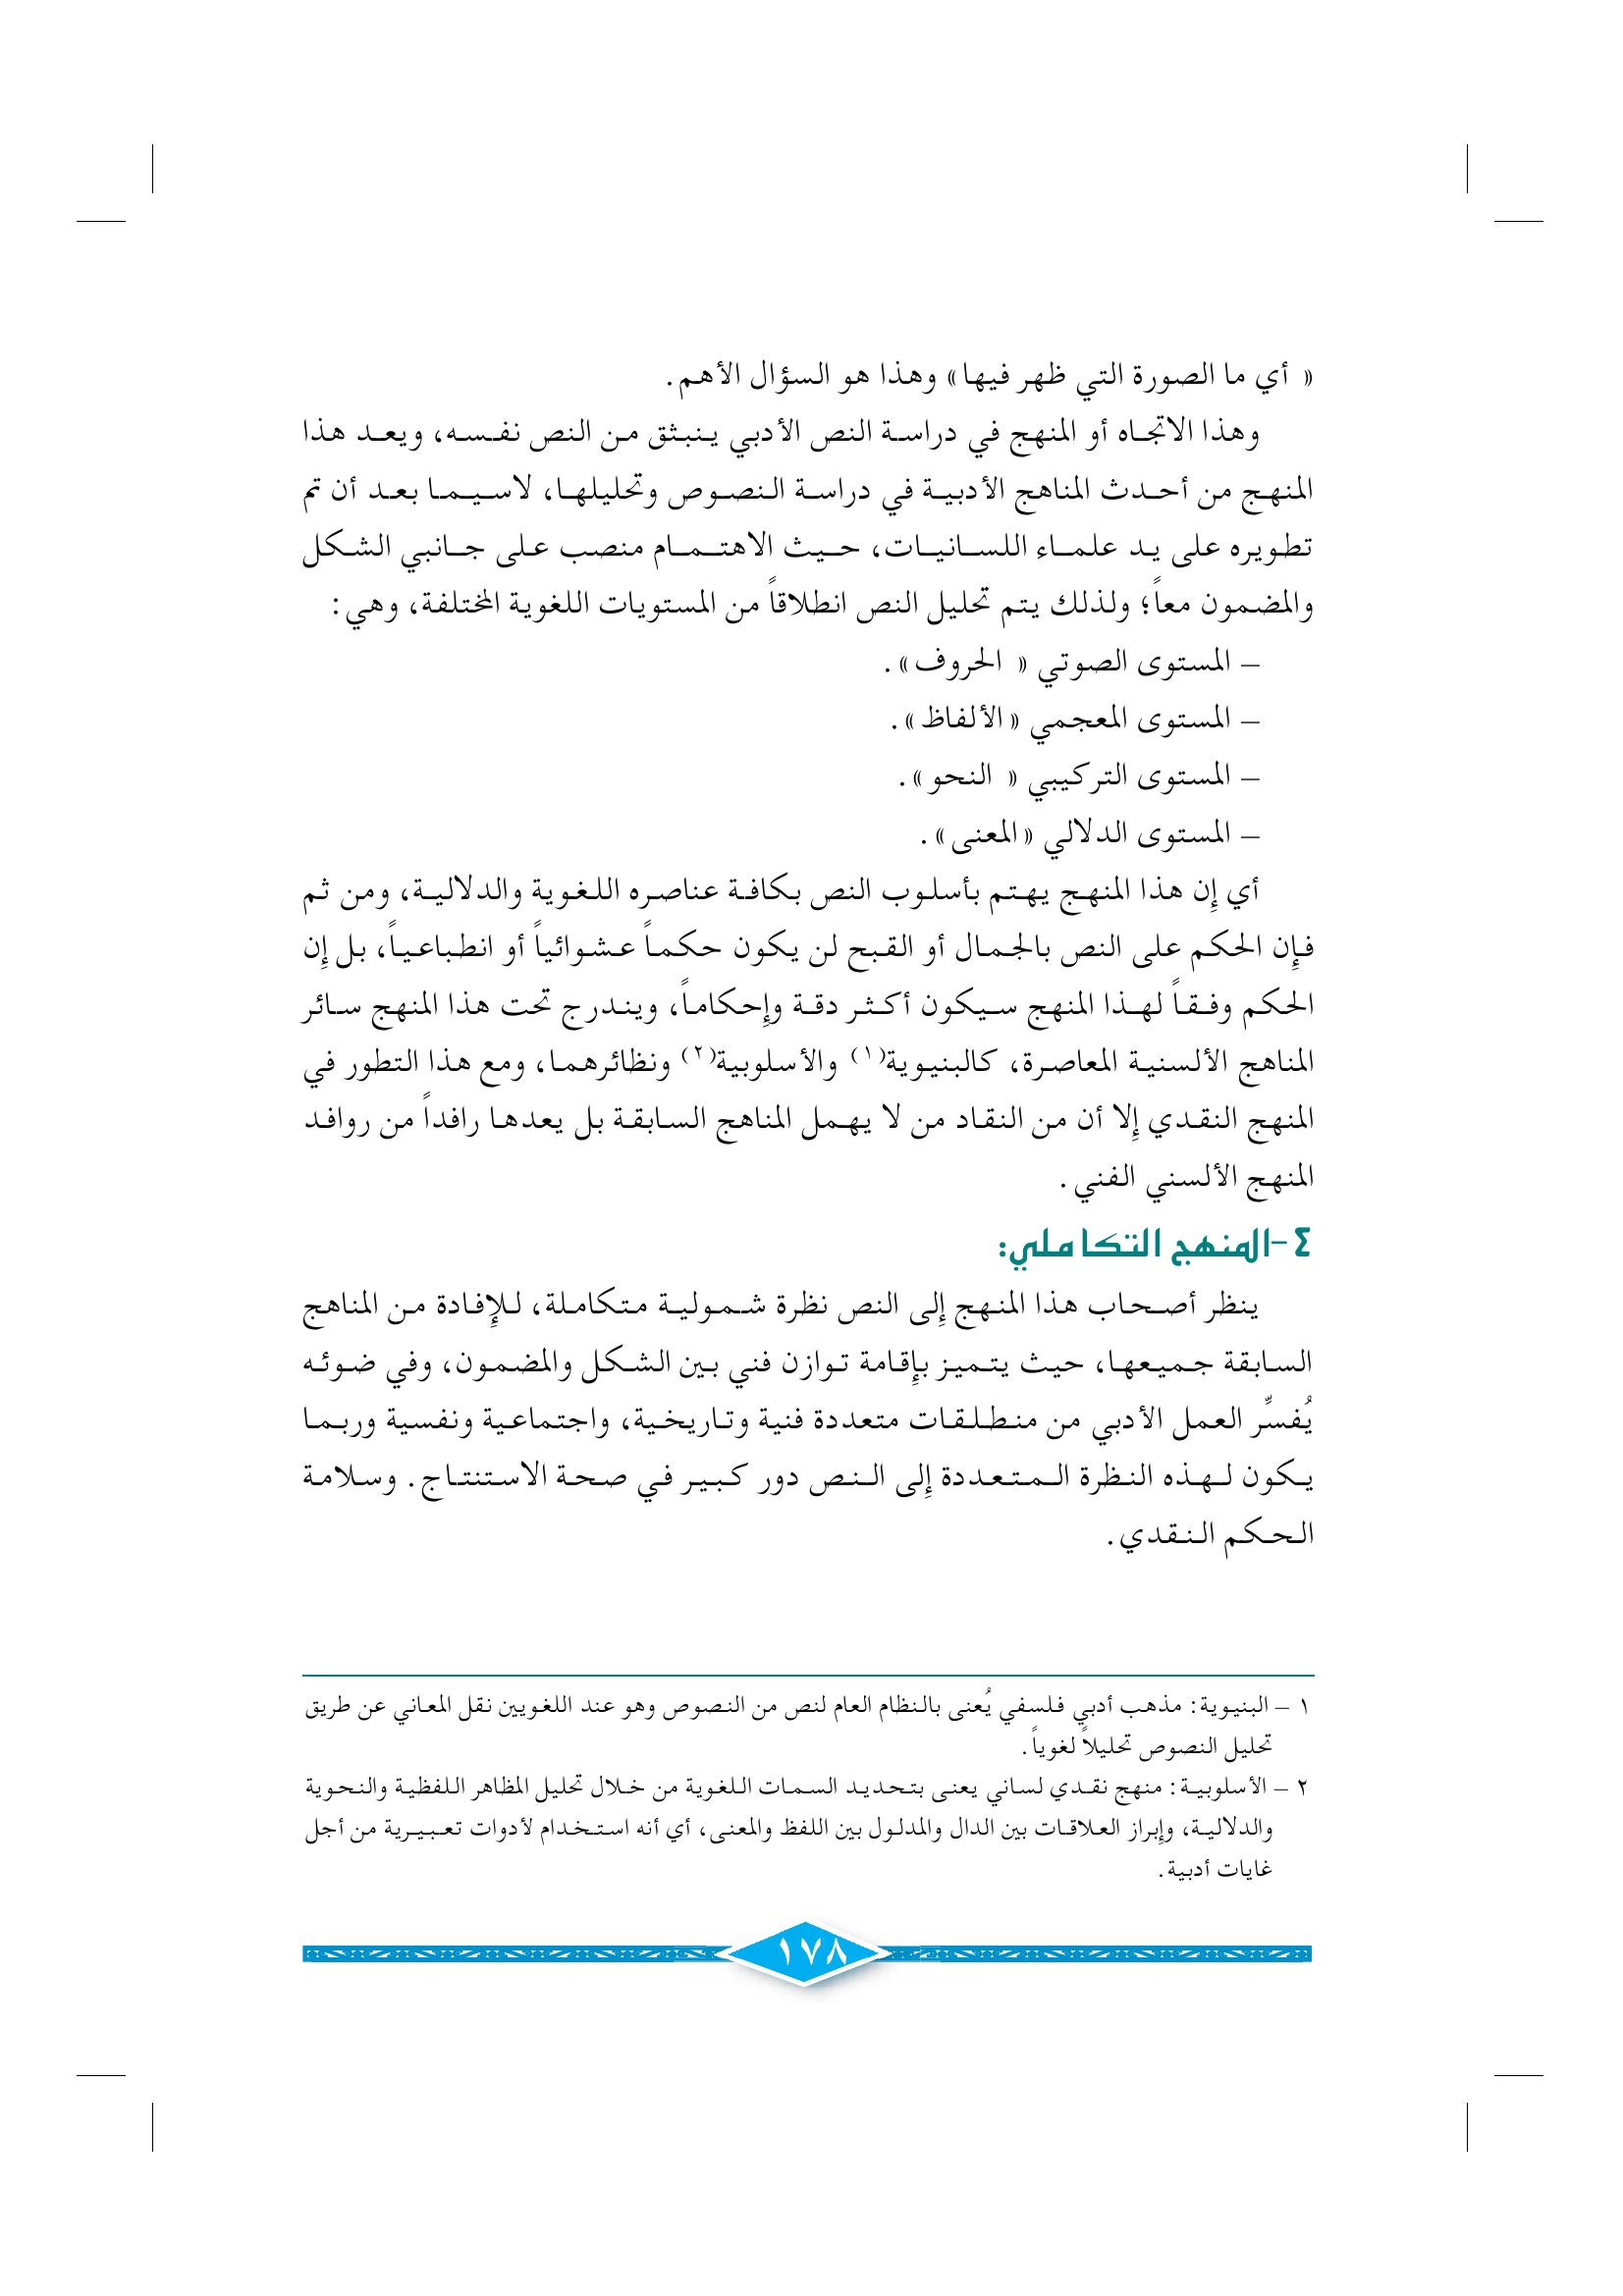 « أي ما الصورة التي ظهر فيها» وهذا هو السؤال الأهم.
وهذا الاتجاه أو المنهج في دراسة النص الأدبي ينبثق من النص نفسه، ويعد هذا
المنهج من أحدث المناهج الأدبية في دراسة النصوص وتحليلها، لاسيما بعد أن تم
تطويره على يد علماء اللسانيات، حيث الاهتمام منصب على جانبي الشكل
والمضمون معاً؛ ولذلك يتم تحليل النص انطلاقاً من المستويات اللغوية المختلفة، وهي:
– المستوى الصوتي « الحروف».
– المستوى المعجمي «الألفاظ».
– المستوى التركيبي « النحو».
– المستوى الدلالي «المعنى».
أي إن هذا المنهج يهتم بأسلوب النص بكافة عناصره اللغوية والدلالية، ومن ثم
فإن الحكم على النص بالجمال أو القبح لن يكون حكماً عشوائياً أو انطباعياً، بل إن
الحكم وفقاً لهذا المنهج سيكون أكثر دقة وإحكاماً، ويندرج تحت هذا المنهج سائر
المناهج الألسنية المعاصرة، كالبنيوية(١) والأسلوبية(٢) ونظائرهما، ومع هذا التطور في
المنهج النقدي إلا أن من النقاد من لا يهمل المناهج السابقة بل يعدها رافداً من روافد
المنهج الألسني الفني.
٤-المنهج التكاملي:
ينظر أصحاب هذا المنهج إلى النص نظرة شمولية متكاملة، للإفادة من المناهج
السابقة جميعها، حيث يتميز بإقامة توازن فني بين الشكل والمضمون، وفي ضوئه
يُفسِّر العمل الأدبي من منطلقات متعددة فنية وتاريخية، واجتماعية ونفسية وربما
يكون لهذه النظرة المتعددة إلى النص دور كبير في صحة الاستنتاج. وسلامة
الحكم النقدي.
١ – البنيوية: مذهب أدبي فلسفي يُعنى بالنظام العام لنص من النصوص وهو عند اللغويين نقل المعاني عن طريق
تحليل النصوص تحليلاً لغوياً.
٢ – الأسلوبية: منهج نقدي لساني يعنى بتحديد السمات اللغوية من خلال تحليل المظاهر اللفظية والنحوية
والدلالية، وإبراز العلاقات بين الدال والمدلول بين اللفظ والمعنى، أي أنه استخدام لأدوات تعبيرية من أجل
غايات أدبية.
١٧٨